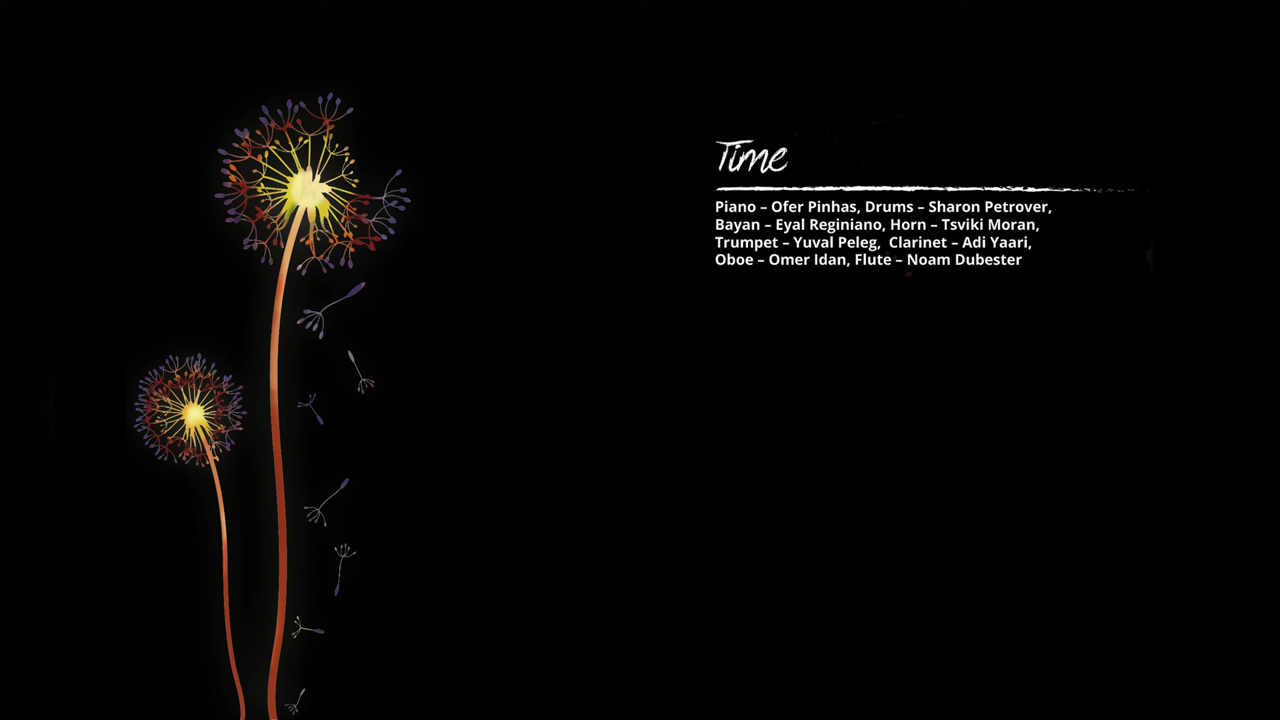 Time
Piano – Ofer Pinhas, Drums – Sharon Petrover,
Bayan – Eyal Reginiano, Horn – Tsviki Moran,
Trumpet – Yuval Peleg,  Clarinet – Adi Yaari,
Oboe – Omer Idan, Flute – Noam Dubester